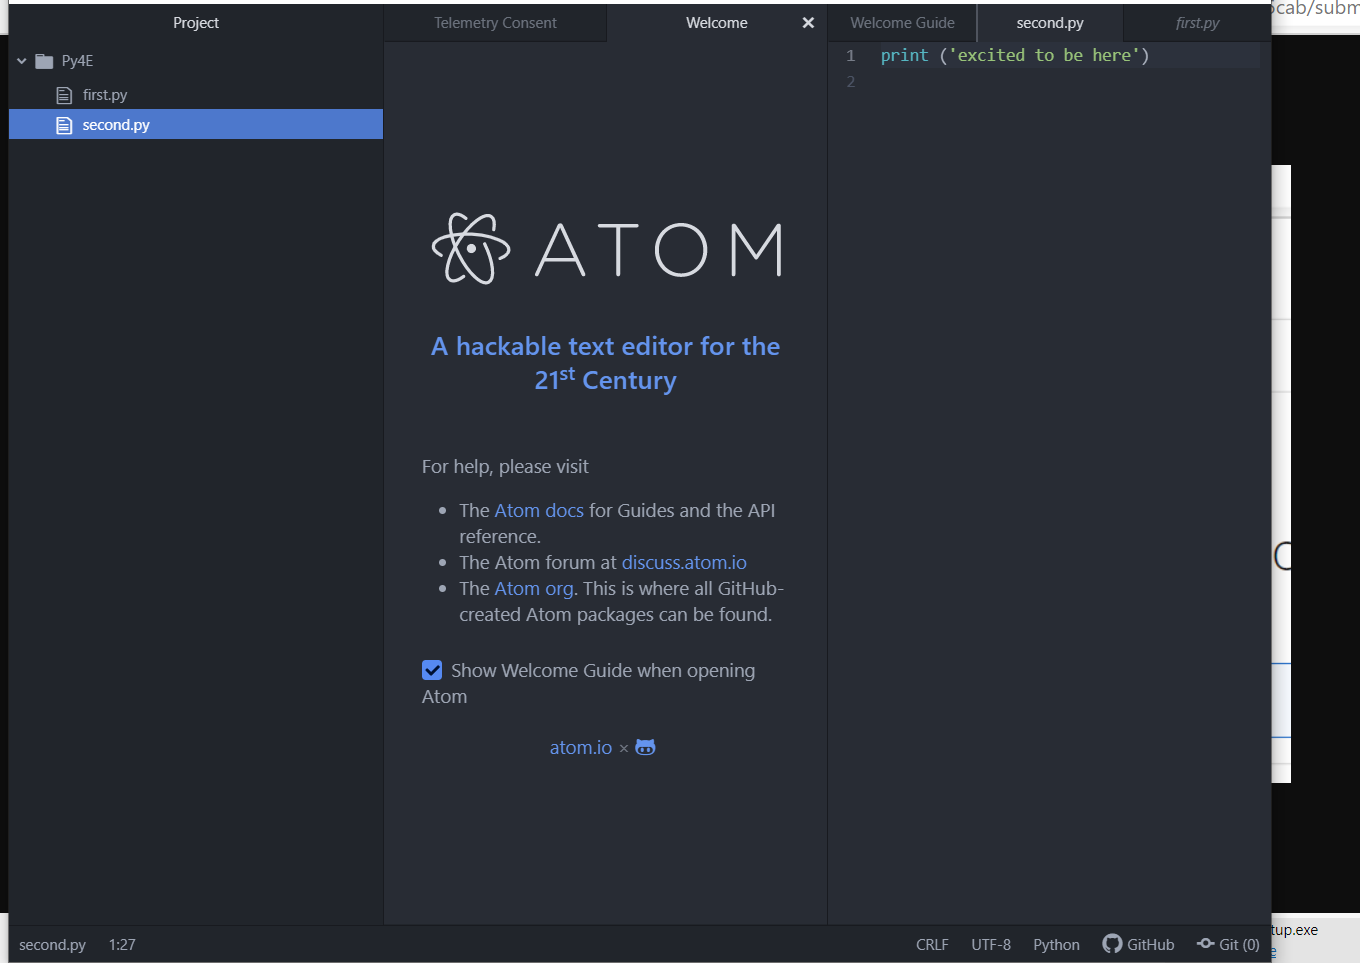 Project
Telemetry Consent
Welcome
Welcome Guide
second.py
first.py
Py4E
first.py
second.py
1 print ('excited to be here')
2
ATOM
A hackable text editor for the
21st Century
For help, please visit
• The Atom docs for Guides and the API
reference.
• The Atom forum at discuss.atom.io
• The Atom org. This is where all GitHub-
created Atom packages can be found.
Show Welcome Guide when opening
Atom
atom.io ×
second.py 1:27
CRLF UTF-8 Python GitHub Git (0)
cab/subm
tup.exe